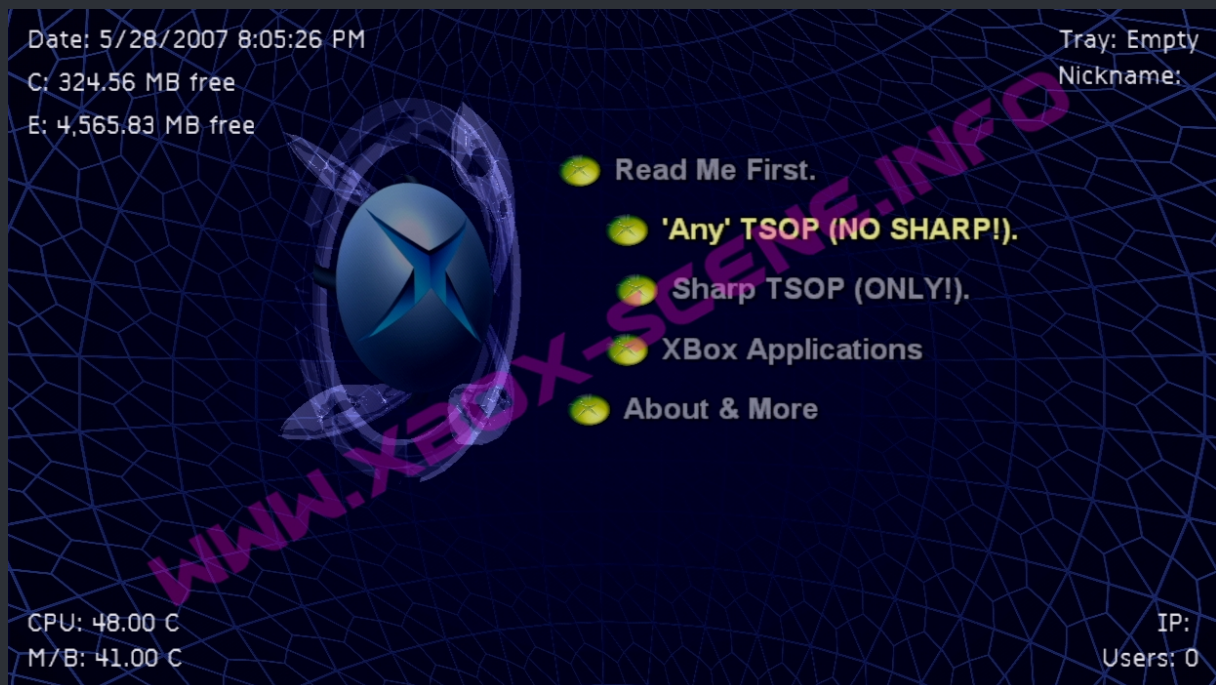 Date: 5/28/2007 8:05:26 PM
C: 324.56 MB free
E: 4,565.83 MB free
Tray: Empty
Nickname:
Read Me First.
'Any' TSOP (NO SHARP!).
Sharp TSOP (ONLY!).
XBox Applications
About & More
WWW.XBOX-SCENE.INFO
CPU: 48.00 C
M/B: 41.00 C
IP:
Users: 0